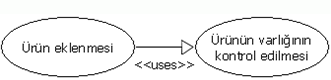 Ürün eklenmesi
Ürünün varlığının
kontrol edilmesi
<<uses>>